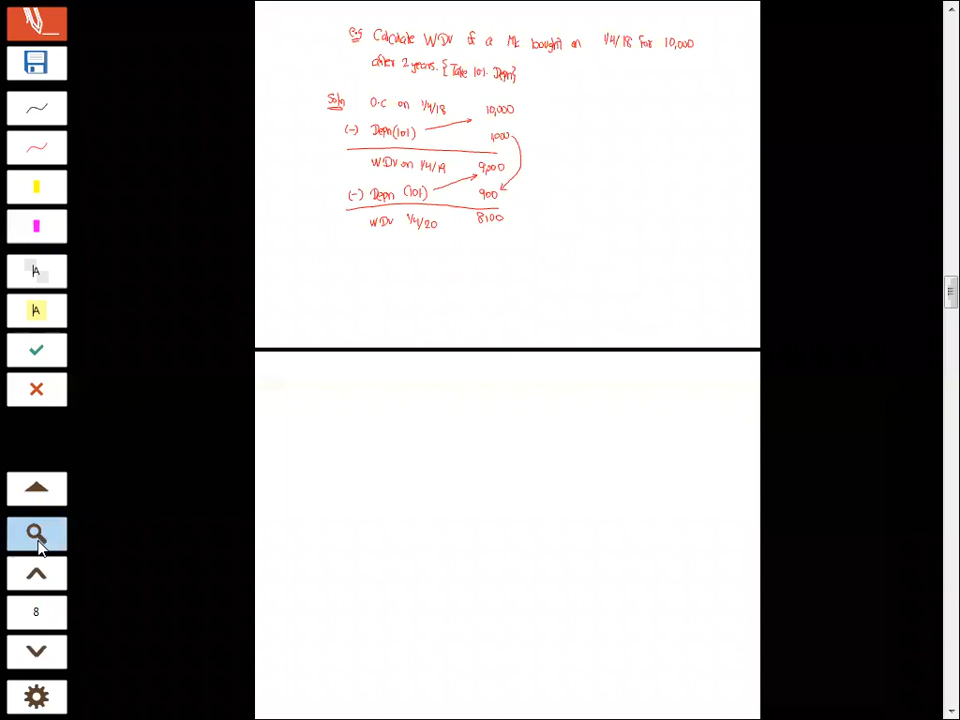 Eg Calculate WDV of a Mc bought on 1/4/18 for 10,000
after 2 years. {Take 10% Depn}
Soln O.C on 1/4/18 10,000
(-) Depn (10%) 1000
WDV on 1/4/19 9,000
(-) Depn (10%) 900
WDV 1/4/20 8100
A
A
8